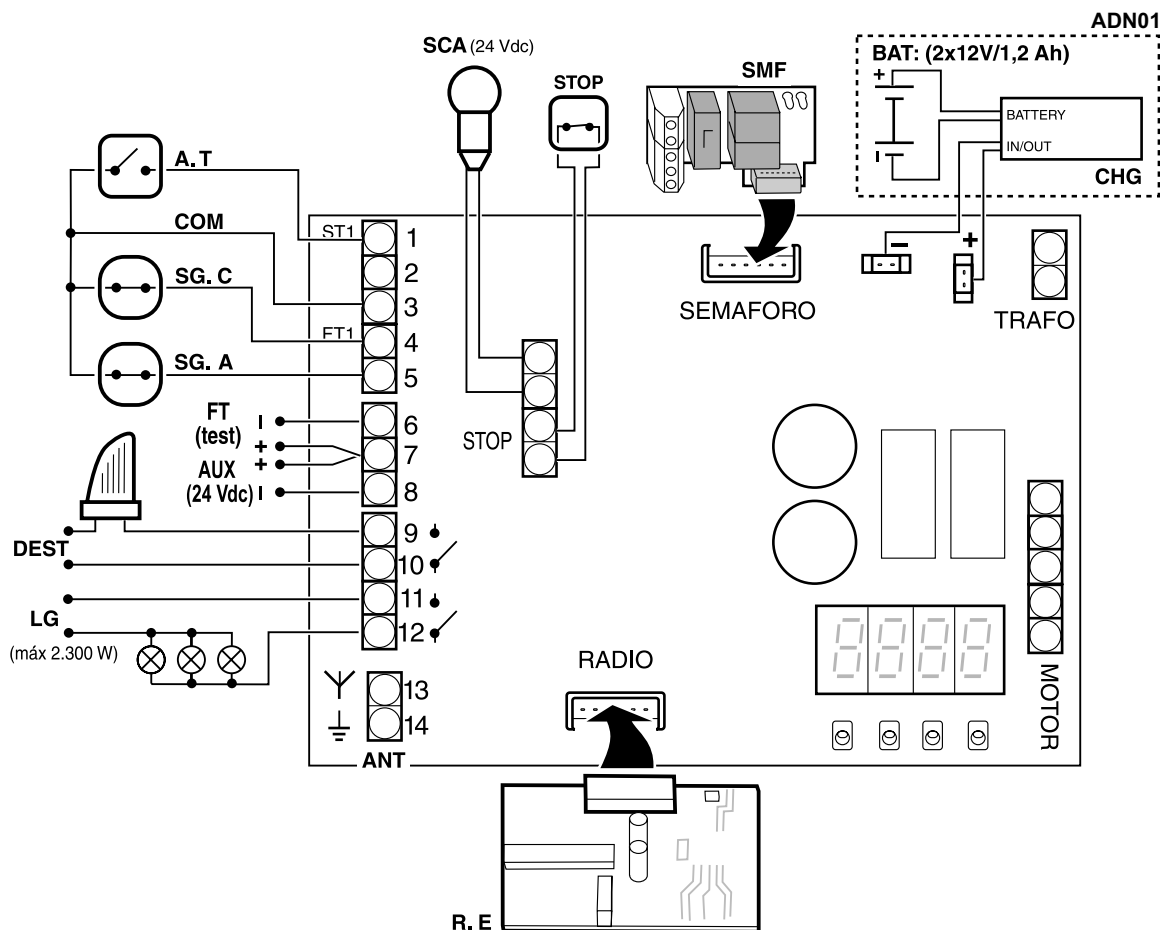 ADN01
BAT: (2x12V/1,2 Ah)
+
BATTERY
IN/OUT
CHG
SCA (24 Vdc)
STOP
SMF
A.T
COM
SG. C
SG. A
ST1
1
2
3
FT1
4
5
SEMAFORO
-
+
TRAFO
FT
(test)
+
+
AUX
(24 Vdc)
6
7
8
STOP
DEST
9
10
LG
(máx 2.300 W)
11
12
13
14
ANT
RADIO
8888
MOTOR
R.E